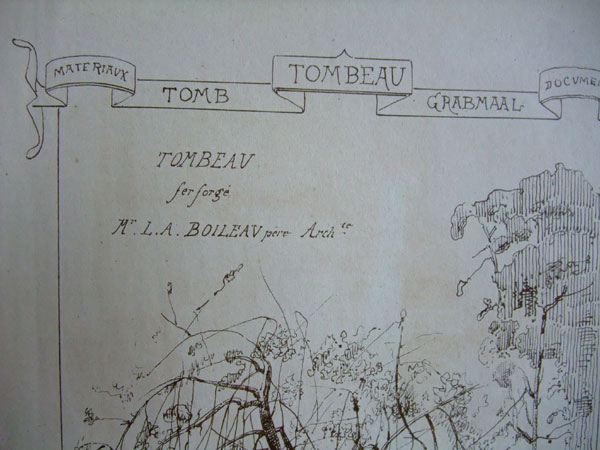 MATERIAUX
TOMB
TOMBEAU
GRABMAAL
DOCUME
TOMBEAU
fer forgé
Mr. L. A. BOILEAU père Archte